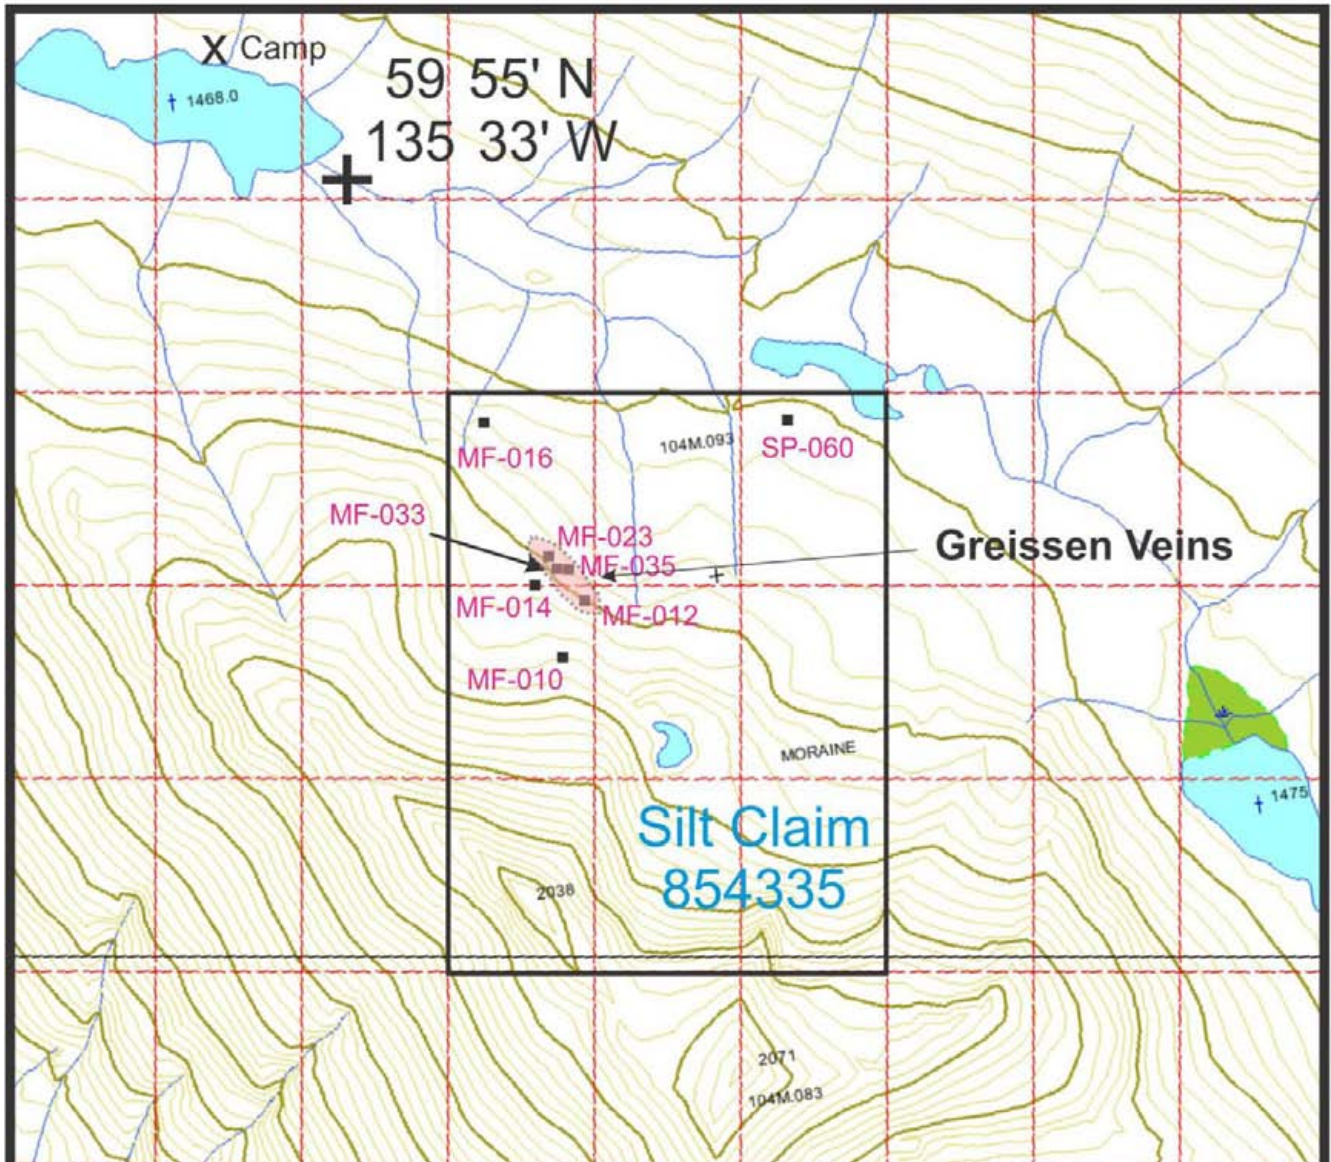 X Camp
1468.0
59 55' N
135 33' W
104M.093
MF-016
SP-060
MF-033
MF-023
MF-035
Greissen Veins
MF-014
MF-012
MF-010
MORAINE
1475
Silt Claim
854335
2038
2071
104M.083